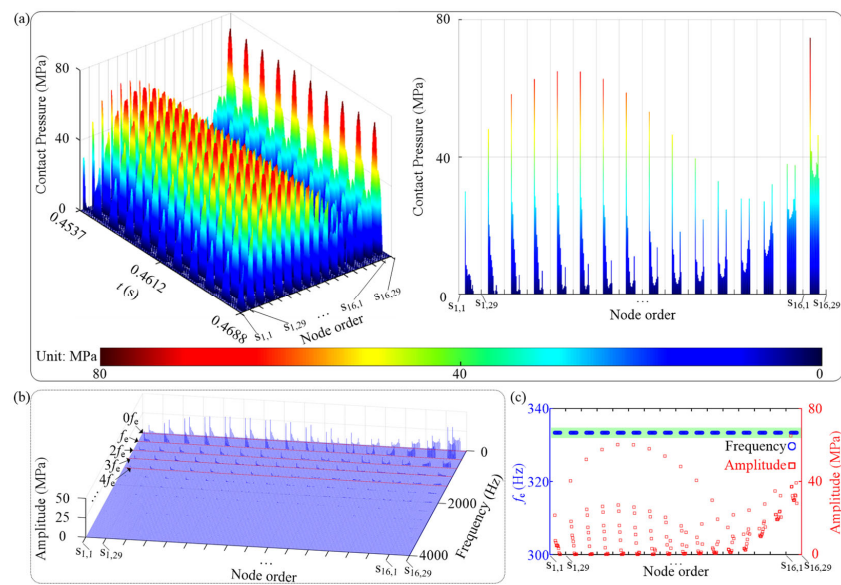 (a)
80
40
0
Contact Pressure (MPa)
0.4537
0.4612
0.4688
t (s)
s1,1
s1,29
...
s16,1
s16,29
Node order
80
40
0
Contact Pressure (MPa)
s1,1
s1,29
...
s16,1
s16,29
Node order
Unit: MPa
80
40
0
(b)
0fe
fe
2fe
3fe
4fe
...
50
25
0
Amplitude (MPa)
0
2000
4000
Frequency (Hz)
s1,1
s1,29
...
s16,1
s16,29
Node order
(c)
340
330
320
310
300
fe (Hz)
Frequency
Amplitude
80
60
40
20
0
Amplitude (MPa)
s1,1
s1,29
...
s16,1
s16,29
Node order